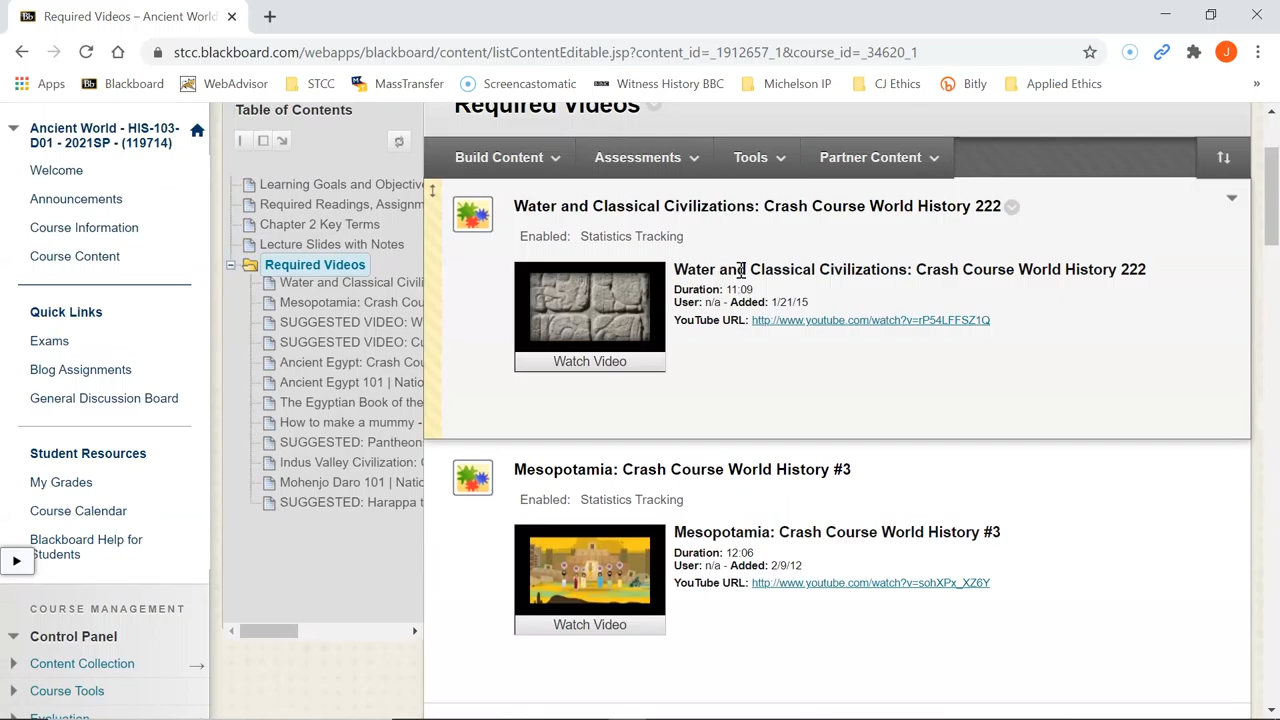 Required Videos – Ancient World
stcc.blackboard.com/webapps/blackboard/content/listContentEditable.jsp?content_id=_1912657_1&course_id=_34620_1
J
Apps
Bb Blackboard
WebAdvisor
STCC
MassTransfer
Screencastomatic
BBC Witness History BBC
Michelson IP
CJ Ethics
Bitly
Applied Ethics
»
Ancient World - HIS-103-
D01 - 2021SP - (119714)
Welcome
Announcements
Course Information
Course Content
Quick Links
Exams
Blog Assignments
General Discussion Board
Student Resources
My Grades
Course Calendar
Blackboard Help for
Students
COURSE MANAGEMENT
Control Panel
Content Collection
Course Tools
Evaluation
Table of Contents
Learning Goals and Objective
Required Readings, Assignm
Chapter 2 Key Terms
Lecture Slides with Notes
Required Videos
Water and Classical Civili
Mesopotamia: Crash Cou
SUGGESTED VIDEO: W
SUGGESTED VIDEO: Cu
Ancient Egypt: Crash Cou
Ancient Egypt 101 | Natio
The Egyptian Book of the
How to make a mummy -
SUGGESTED: Pantheon
Indus Valley Civilization: C
Mohenjo Daro 101 | Natio
SUGGESTED: Harappa t
Required Videos
Build Content
Assessments
Tools
Partner Content
Water and Classical Civilizations: Crash Course World History 222
Enabled: Statistics Tracking
Water and Classical Civilizations: Crash Course World History 222
Duration: 11:09
User: n/a - Added: 1/21/15
YouTube URL: http://www.youtube.com/watch?v=rP54LFFSZ1Q
Watch Video
Mesopotamia: Crash Course World History #3
Enabled: Statistics Tracking
Mesopotamia: Crash Course World History #3
Duration: 12:06
User: n/a - Added: 2/9/12
YouTube URL: http://www.youtube.com/watch?v=sohXPx_XZ6Y
Watch Video